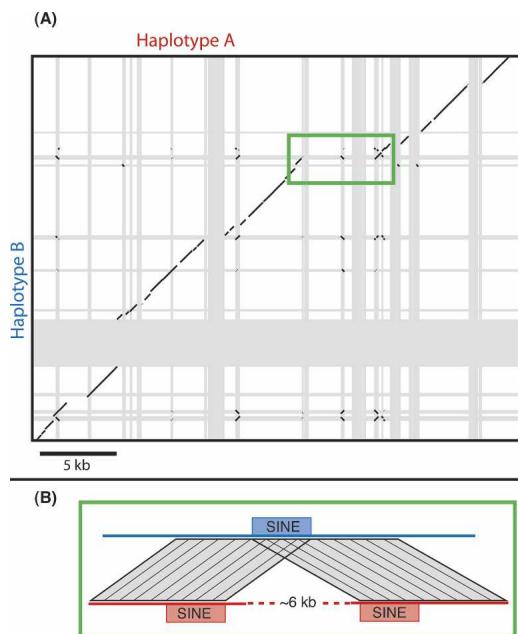 (A)
Haplotype A
Haplotype B
5 kb
(B)
SINE
~6 kb
SINE
SINE